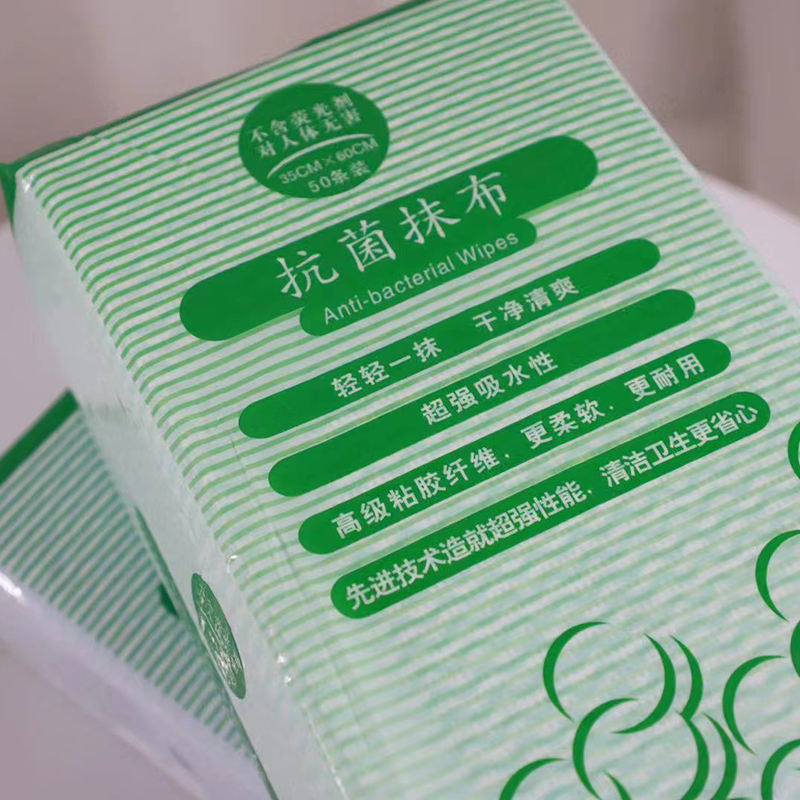 不含荧光剂
对人体无害
35CM×60CM
50条装
抗菌抹布
Anti-bacterial Wipes
轻轻一抹 干净清爽
超强吸水性
高级粘胶纤维，更柔软，更耐用
先进技术造就超强性能，清洁卫生更省心